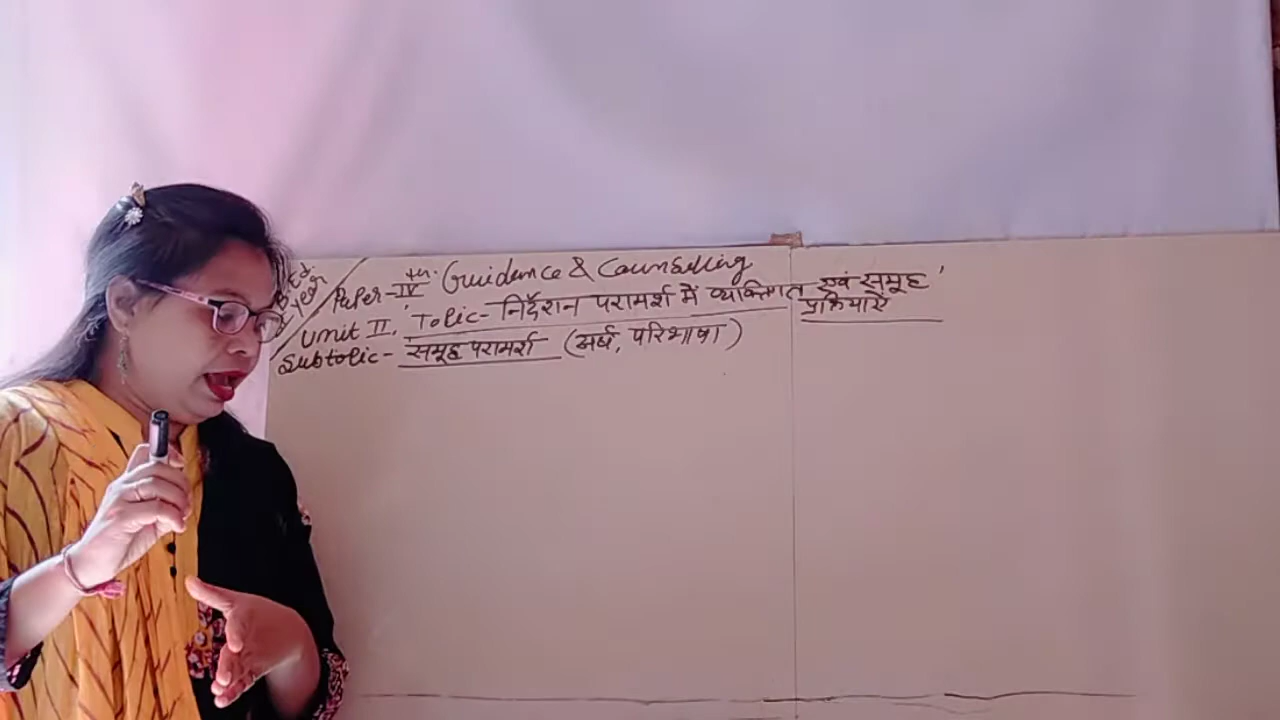 Paper-IVth. Guidence & Counselling
Unit II. Topic- निर्देशन परामर्श में व्यक्तिगत एवं समूह
प्रक्रियाएं
Subtopic- समूह परामर्श (अर्थ, परिभाषा)